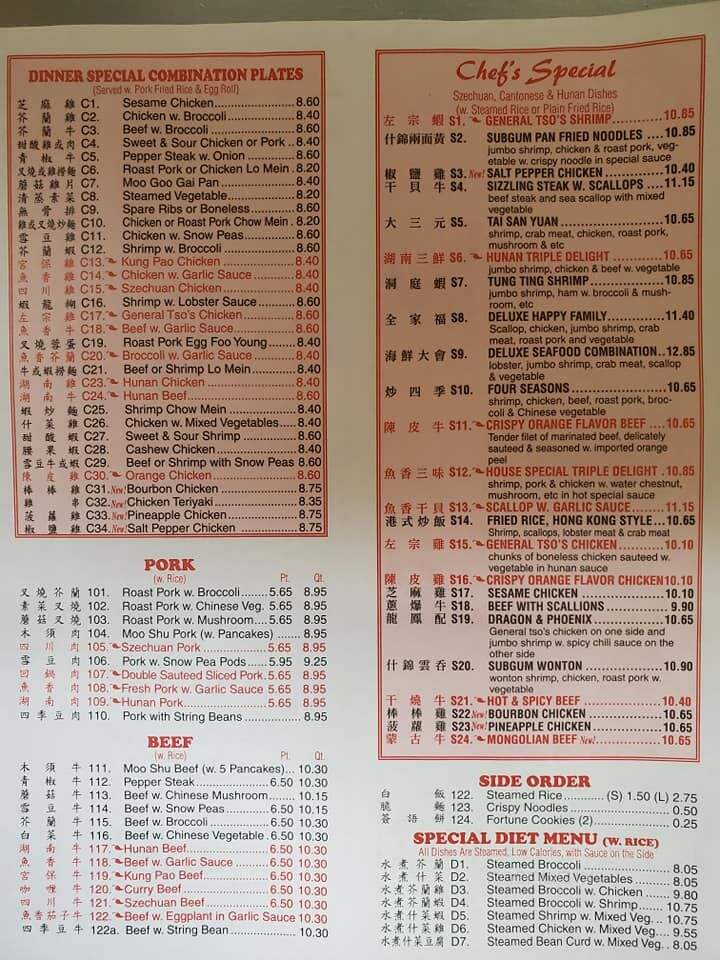 DINNER SPECIAL COMBINATION PLATES
(Served w. Pork Fried Rice & Egg Roll)
芝麻雞 C1. Sesame Chicken 8.60
芥蘭雞 C2. Chicken w. Broccoli 8.40
芥蘭牛 C3. Beef w. Broccoli 8.60
甜酸雞或肉 C4. Sweet & Sour Chicken or Pork .. 8.40
青椒牛 C5. Pepper Steak w. Onion 8.60
叉燒或雞撈麵 C6. Roast Pork or Chicken Lo Mein . 8.20
蘑菇雞片 C7. Moo Goo Gai Pan 8.40
清蒸素菜 C8. Steamed Vegetable 8.20
無骨排 C9. Spare Ribs or Boneless 8.60
雞或叉燒炒麵 C10. Chicken or Roast Pork Chow Mein . 8.20
雪豆雞 C11. Chicken w. Snow Peas 8.40
芥蘭蝦 C12. Shrimp w. Broccoli 8.60
宮保雞 C13. Kung Pao Chicken 8.40
魚香雞 C14. Chicken w. Garlic Sauce 8.40
四川雞 C15. Szechuan Chicken 8.40
蝦龍糊 C16. Shrimp w. Lobster Sauce 8.60
左宗雞 C17. General Tso's Chicken 8.60
魚香牛 C18. Beef w. Garlic Sauce 8.60
叉燒蓉蛋 C19. Roast Pork Egg Foo Young 8.40
魚香芥蘭 C20. Broccoli w. Garlic Sauce 8.40
牛或蝦撈 C21. Beef or Shrimp Lo Mein 8.40
湖南雞 C23. Hunan Chicken 8.40
湖南牛 C24. Hunan Beef 8.60
蝦炒麵 C25. Shrimp Chow Mein 8.40
什菜雞 C26. Chicken w. Mixed Vegetables 8.40
甜酸蝦 C27. Sweet & Sour Shrimp 8.60
腰果雞 C28. Cashew Chicken 8.40
雪豆牛或蝦 C29. Beef or Shrimp with Snow Peas 8.60
陳皮雞 C30. Orange Chicken 8.60
棒棒雞 C31. New! Bourbon Chicken 8.75
雞串 C32. New! Chicken Teriyaki 8.35
菠蘿雞 C33. New! Pineapple Chicken 8.75
椒鹽雞 C34. New! Salt Pepper Chicken 8.75
PORK
(w. Rice) Pt. Qt.
叉燒芥蘭 101. Roast Pork w. Broccoli 5.65 8.95
素菜叉燒 102. Roast Pork w. Chinese Veg. 5.65 8.95
蘑菇叉燒 103. Roast Pork w. Mushroom 5.65 8.95
木須肉 104. Moo Shu Pork (w. Pancakes) 8.95
四川肉 105. Szechuan Pork 5.65 8.95
雪豆肉 106. Pork w. Snow Pea Pods 5.95 9.25
回鍋肉 107. Double Sauteed Sliced Pork 5.65 8.95
魚香肉 108. Fresh Pork w. Garlic Sauce 5.65 8.95
湖南肉 109. Hunan Pork 5.65 8.95
四季豆肉 110. Pork with String Beans 8.95
BEEF
(w. Rice) Pt. Qt.
木須牛 111. Moo Shu Beef (w. 5 Pancakes) 10.30
青椒牛 112. Pepper Steak 6.50 10.30
蘑菇牛 113. Beef w. Chinese Mushroom 10.15
雪豆牛 114. Beef w. Snow Peas 6.50 10.15
芥蘭牛 115. Beef w. Broccoli 6.50 10.30
白菜牛 116. Beef w. Chinese Vegetable . 6.50 10.30
湖南牛 117. Hunan Beef 6.50 10.30
魚香牛 118. Beef w. Garlic Sauce 6.50 10.30
宮保牛 119. Kung Pao Beef 6.50 10.30
咖喱牛 120. Curry Beef 6.50 10.30
四川牛 121. Szechuan Beef 6.50 10.30
魚香茄子牛 122. Beef w. Eggplant in Garlic Sauce 10.30
四季豆牛 122a. Beef w. String Bean 10.30
Chef's Special
Szechuan, Cantonese & Hunan Dishes
(w. Steamed Rice or Plain Fried Rice)
左宗蝦 S1. GENERAL TSO'S SHRIMP 10.85
什錦兩面黃 S2. SUBGUM PAN FRIED NOODLES .... 10.85
jumbo shrimp, chicken & roast pork, veg-
etable w. crispy noodle in special sauce
椒鹽雞 S3. New! SALT PEPPER CHICKEN 10.40
干貝牛 S4. SIZZLING STEAK W. SCALLOPS .... 11.15
beef steak and sea scallop with mixed
vegetable
大三元 S5. TAI SAN YUAN 10.65
shrimp, crab meat, chicken, roast pork,
mushroom & etc
湖南三鮮 S6. HUNAN TRIPLE DELIGHT 10.65
jumbo shrimp, chicken & beef w. vegetable
洞庭蝦 S7. TUNG TING SHRIMP 10.85
jumbo shrimp, ham w. broccoli & mush-
room, etc
全家福 S8. DELUXE HAPPY FAMILY 11.40
Scallop, chicken, jumbo shrimp, crab
meat, roast pork and vegetable
海鮮大會 S9. DELUXE SEAFOOD COMBINATION .. 12.85
lobster, jumbo shrimp, crab meat, scallop
& vegetable
炒四季 S10. FOUR SEASONS 10.65
shrimp, chicken, beef, roast pork, broc-
coli & Chinese vegetable
陳皮牛 S11. CRISPY ORANGE FLAVOR BEEF .... 10.65
Tender filet of marinated beef, delicately
sauteed & seasoned w. imported orange
peel
魚香三味 S12. HOUSE SPECIAL TRIPLE DELIGHT . 10.85
shrimp, pork & chicken w. water chestnut,
mushroom, etc in hot special sauce
魚香干貝 S13. SCALLOP W. GARLIC SAUCE 11.15
港式炒飯 S14. FRIED RICE, HONG KONG STYLE ... 10.65
Shrimp, scallops, lobster meat & crab meat
左宗雞 S15. GENERAL TSO'S CHICKEN 10.10
chunks of boneless chicken sauteed w.
vegetable in hunan sauce
陳皮雞 S16. CRISPY ORANGE FLAVOR CHICKEN 10.10
芝麻雞 S17. SESAME CHICKEN 10.10
蔥爆牛 S18. BEEF WITH SCALLIONS 9.90
龍鳳配 S19. DRAGON & PHOENIX 10.65
General tso's chicken on one side and
jumbo shrimp w. spicy chili sauce on the
other side
什錦雲吞 S20. SUBGUM WONTON 10.90
wonton shrimp, chicken, roast pork w.
vegetable
干燒牛 S21. HOT & SPICY BEEF 10.40
棒棒雞 S22 New! BOURBON CHICKEN 10.65
菠蘿雞 S23 New! PINEAPPLE CHICKEN 10.65
蒙古牛 S24. MONGOLIAN BEEF New! 10.65
SIDE ORDER
白飯 122. Steamed Rice (S) 1.50 (L) 2.75
脆麵 123. Crispy Noodles 0.50
簽語餅 124. Fortune Cookies (2) 0.25
SPECIAL DIET MENU (W. RICE)
All Dishes Are Steamed, Low Calories, with Sauce on the Side
水煮芥蘭 D1. Steamed Broccoli 8.05
水煮什菜 D2. Steamed Mixed Vegetables 8.05
水煮芥蘭雞 D3. Steamed Broccoli w. Chicken 9.80
水煮芥蘭蝦 D4. Steamed Broccoli w. Shrimp 10.75
水煮什菜蝦 D5. Steamed Shrimp w. Mixed Veg. .. 10.75
水煮什菜雞 D6. Steamed Chicken w. Mixed Veg. .... 9.55
水煮什菜豆腐 D7. Steamed Bean Curd w. Mixed Veg. . 8.05